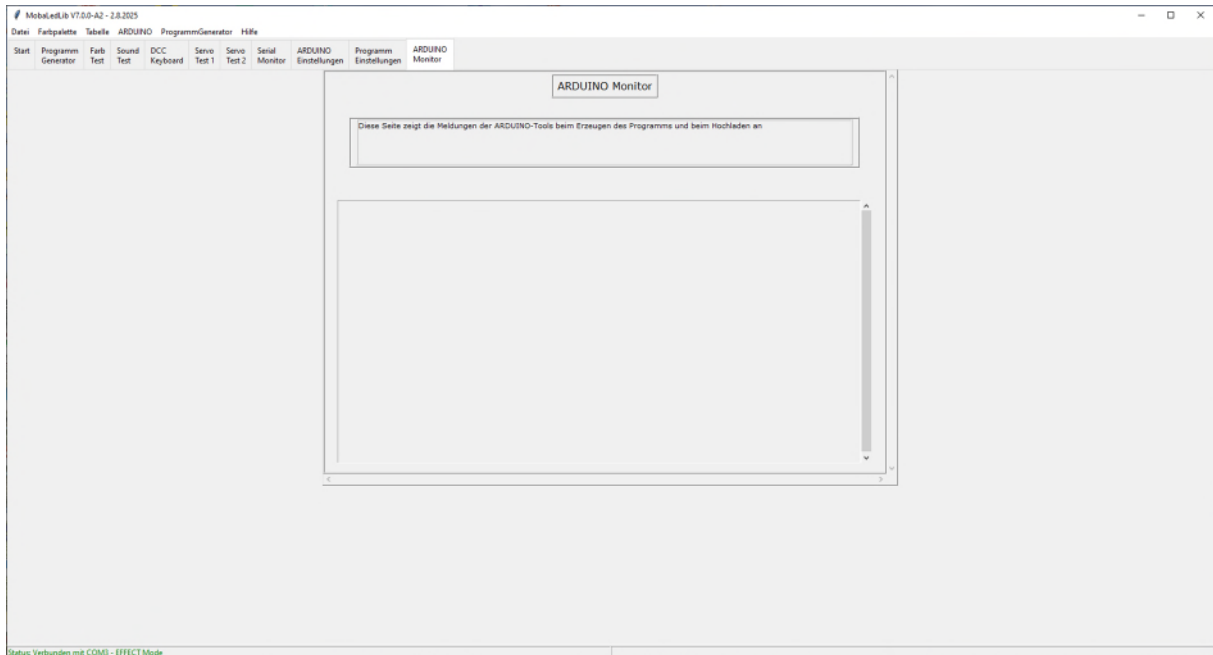 MobaLedLib V7.0.0-A2 - 2.8.2025
Datei Farbpalette Tabelle ARDUINO ProgrammGenerator Hilfe
Start Programm Generator Farb Test Sound Test DCC Keyboard Servo Test 1 Servo Test 2 Serial Monitor ARDUINO Einstellungen Programm Einstellungen ARDUINO Monitor
ARDUINO Monitor
Diese Seite zeigt die Meldungen der ARDUINO-Tools beim Erzeugen des Programms und beim Hochladen an
Status: Verbunden mit COM3 - EFFECT Mode